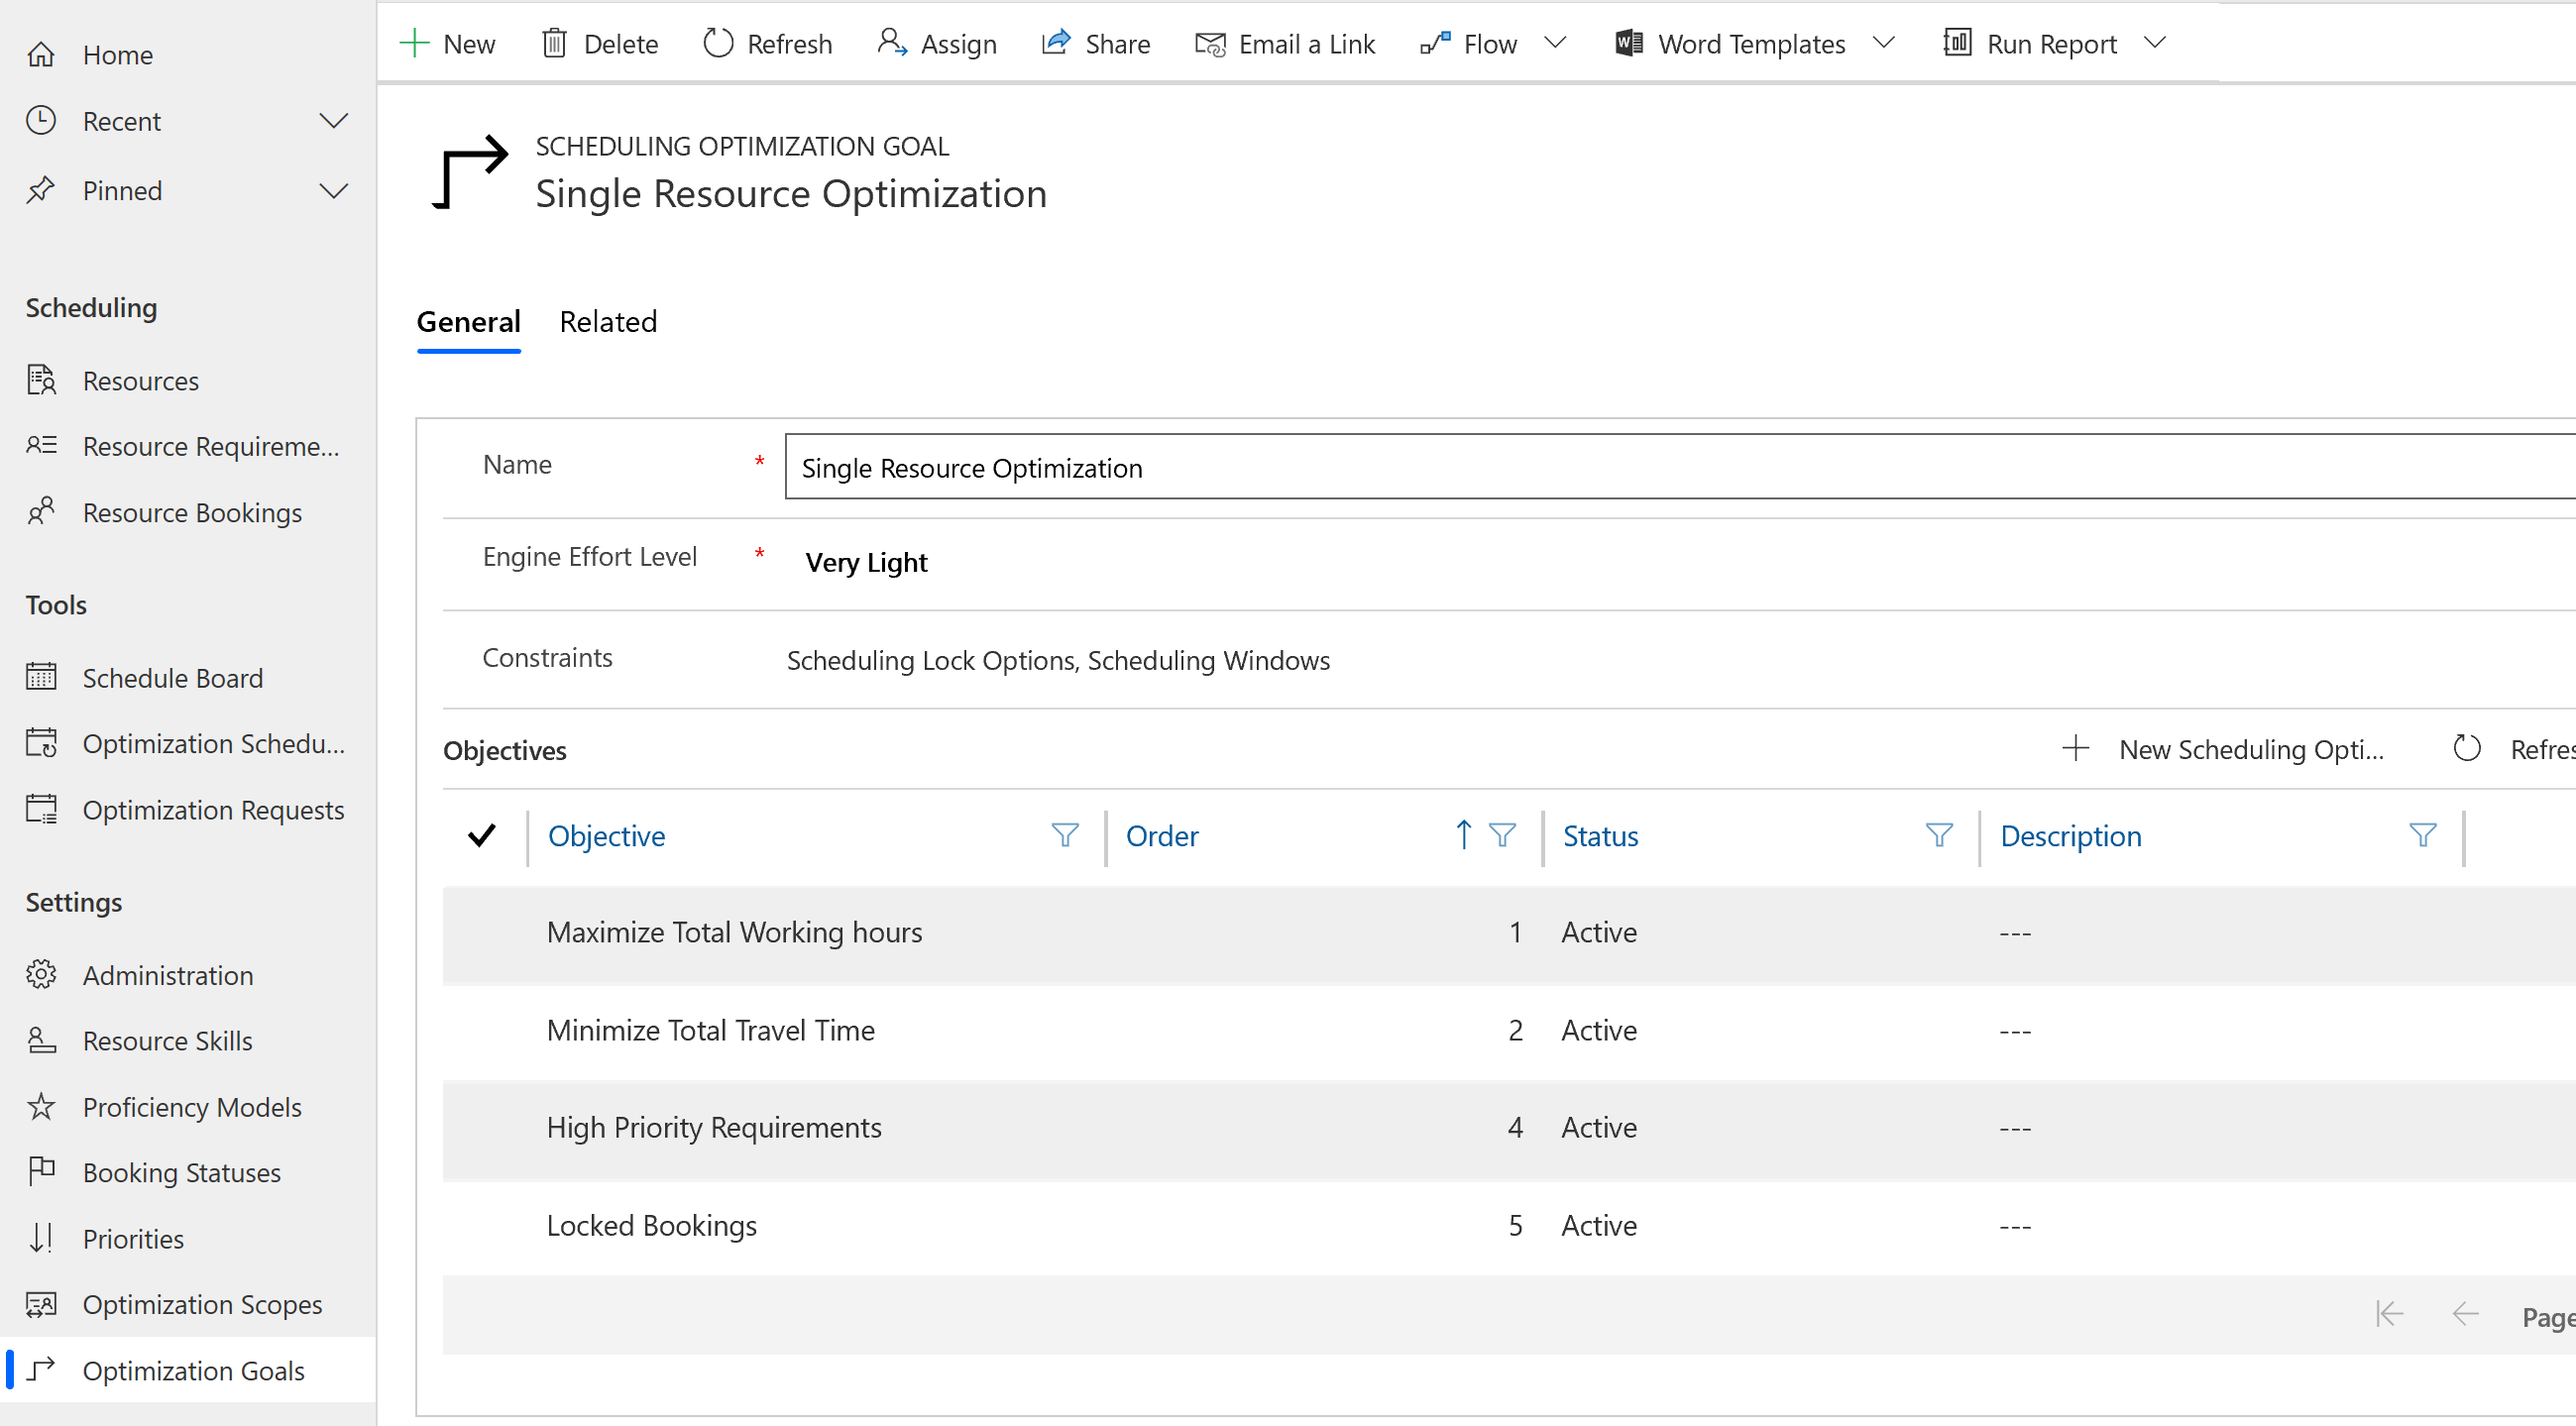 Home
Recent
Pinned
Scheduling
Resources
Resource Requireme...
Resource Bookings
Tools
Schedule Board
Optimization Schedu...
Optimization Requests
Settings
Administration
Resource Skills
Proficiency Models
Booking Statuses
Priorities
Optimization Scopes
Optimization Goals
New Delete Refresh Assign Share Email a Link Flow Word Templates Run Report
SCHEDULING OPTIMIZATION GOAL
Single Resource Optimization
General Related
Name * Single Resource Optimization
Engine Effort Level * Very Light
Constraints Scheduling Lock Options, Scheduling Windows
Objectives New Scheduling Opti... Refres
Objective Order Status Description
Maximize Total Working hours 1 Active ---
Minimize Total Travel Time 2 Active ---
High Priority Requirements 4 Active ---
Locked Bookings 5 Active ---
Page